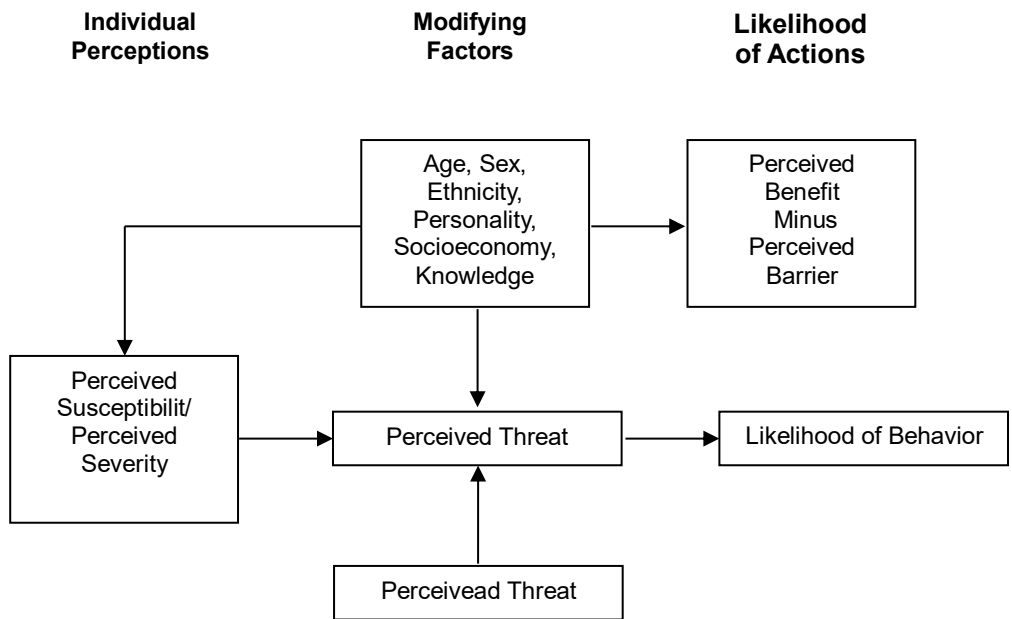 Individual
Perceptions
Modifying
Factors
Likelihood
of Actions
Age, Sex,
Ethnicity,
Personality,
Socioeconomy,
Knowledge
Perceived
Benefit
Minus
Perceived
Barrier
Perceived
Susceptibilit/
Perceived
Severity
Perceived Threat
Likelihood of Behavior
Perceivead Threat